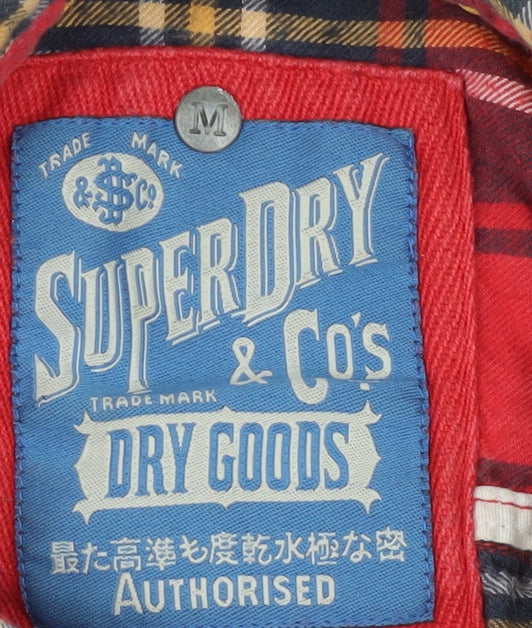 M
TRADE MARK
& S Co
SUPERDRY
& Co's
TRADE MARK
DRY GOODS
最た高準も度乾水極な密
AUTHORISED